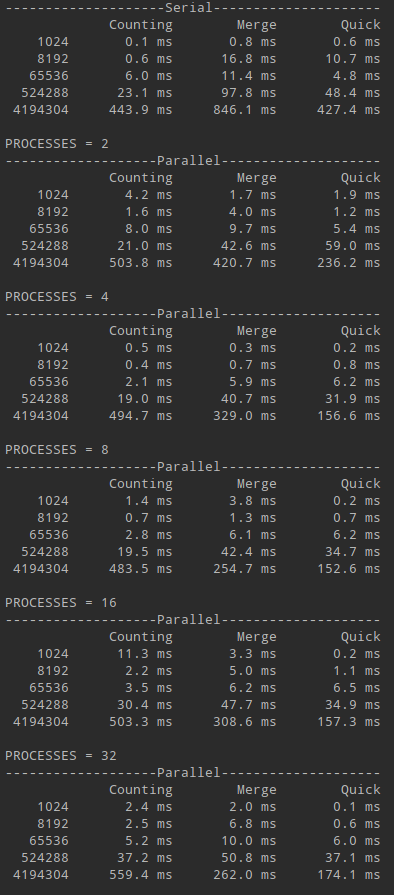 ---------------------Serial----------------------
Counting Merge Quick
1024 0.1 ms 0.8 ms 0.6 ms
8192 0.6 ms 16.8 ms 10.7 ms
65536 6.0 ms 11.4 ms 4.8 ms
524288 23.1 ms 97.8 ms 48.4 ms
4194304 443.9 ms 846.1 ms 427.4 ms
PROCESSES = 2
--------------------Parallel---------------------
Counting Merge Quick
1024 4.2 ms 1.7 ms 1.9 ms
8192 1.6 ms 4.0 ms 1.2 ms
65536 8.0 ms 9.7 ms 5.4 ms
524288 21.0 ms 42.6 ms 59.0 ms
4194304 503.8 ms 420.7 ms 236.2 ms
PROCESSES = 4
--------------------Parallel---------------------
Counting Merge Quick
1024 0.5 ms 0.3 ms 0.2 ms
8192 0.4 ms 0.7 ms 0.8 ms
65536 2.1 ms 5.9 ms 6.2 ms
524288 19.0 ms 40.7 ms 31.9 ms
4194304 494.7 ms 329.0 ms 156.6 ms
PROCESSES = 8
--------------------Parallel---------------------
Counting Merge Quick
1024 1.4 ms 3.8 ms 0.2 ms
8192 0.7 ms 1.3 ms 0.7 ms
65536 2.8 ms 6.1 ms 6.2 ms
524288 19.5 ms 42.4 ms 34.7 ms
4194304 483.5 ms 254.7 ms 152.6 ms
PROCESSES = 16
--------------------Parallel---------------------
Counting Merge Quick
1024 11.3 ms 3.3 ms 0.2 ms
8192 2.2 ms 5.0 ms 1.1 ms
65536 3.5 ms 6.2 ms 6.5 ms
524288 30.4 ms 47.7 ms 34.9 ms
4194304 503.3 ms 308.6 ms 157.3 ms
PROCESSES = 32
--------------------Parallel---------------------
Counting Merge Quick
1024 2.4 ms 2.0 ms 0.1 ms
8192 2.5 ms 6.8 ms 0.6 ms
65536 5.2 ms 10.0 ms 6.0 ms
524288 37.2 ms 50.8 ms 37.1 ms
4194304 559.4 ms 262.0 ms 174.1 ms